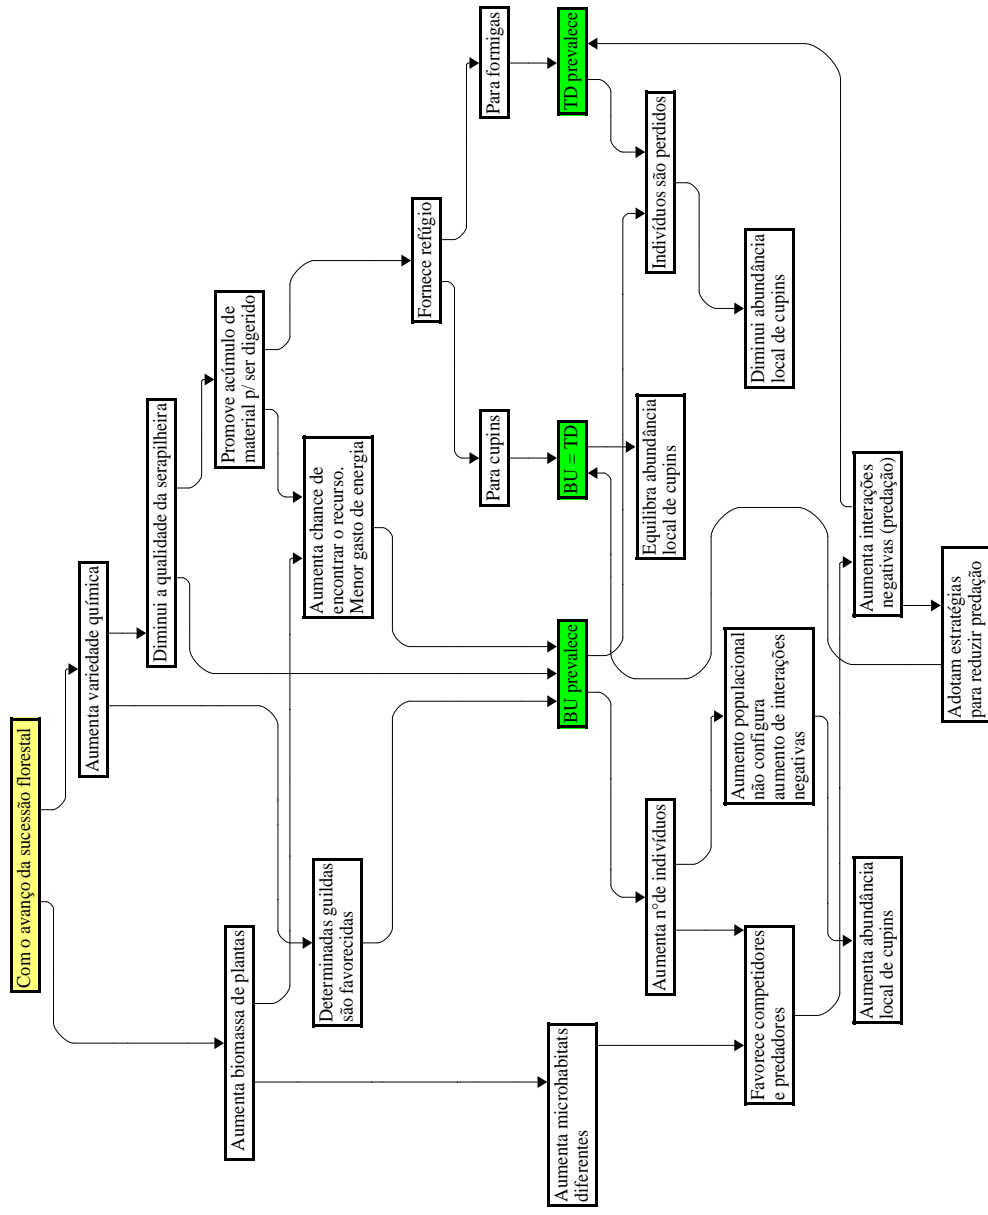 Com o avanço da sucessão florestal
Aumenta biomassa de plantas
Aumenta variedade química
Diminui a qualidade da serapilheira
Promove acúmulo de
material p/ ser digerido
Determinadas guildas
são favorecidas
Aumenta chance de
encontrar o recurso.
Menor gasto de energia
Fornece refúgio
Para cupins
Para formigas
Aumenta microhabitats
diferentes
BU prevalece
BU = TD
TD prevalece
Aumenta n° de indivíduos
Equilibra abundância
local de cupins
Indivíduos são perdidos
Favorece competidores
e predadores
Aumento populacional
não configura
aumento de interações
negativas
Diminui abundância
local de cupins
Aumenta abundância
local de cupins
Aumenta interações
negativas (predação)
Adotam estratégias
para reduzir predação